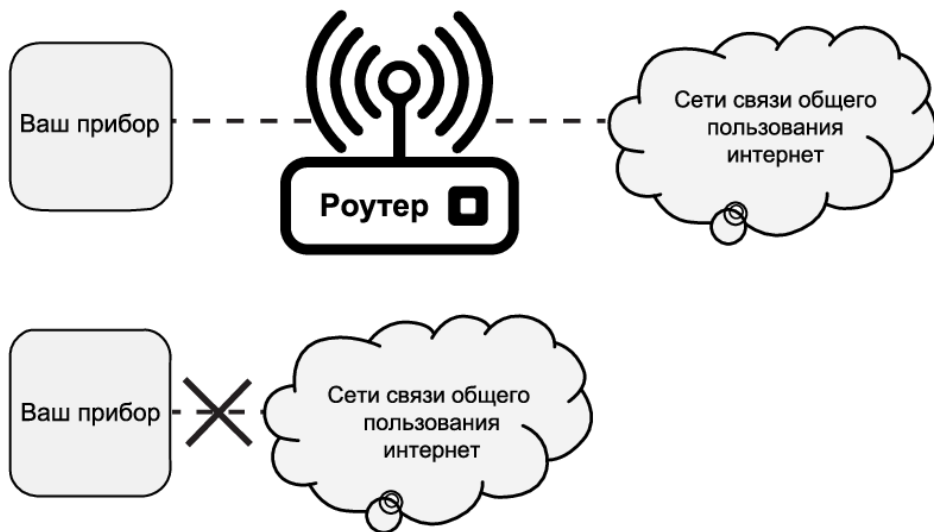 Ваш прибор
Роутер
Сети связи общего
пользования
интернет
Ваш прибор
Сети связи общего
пользования
интернет